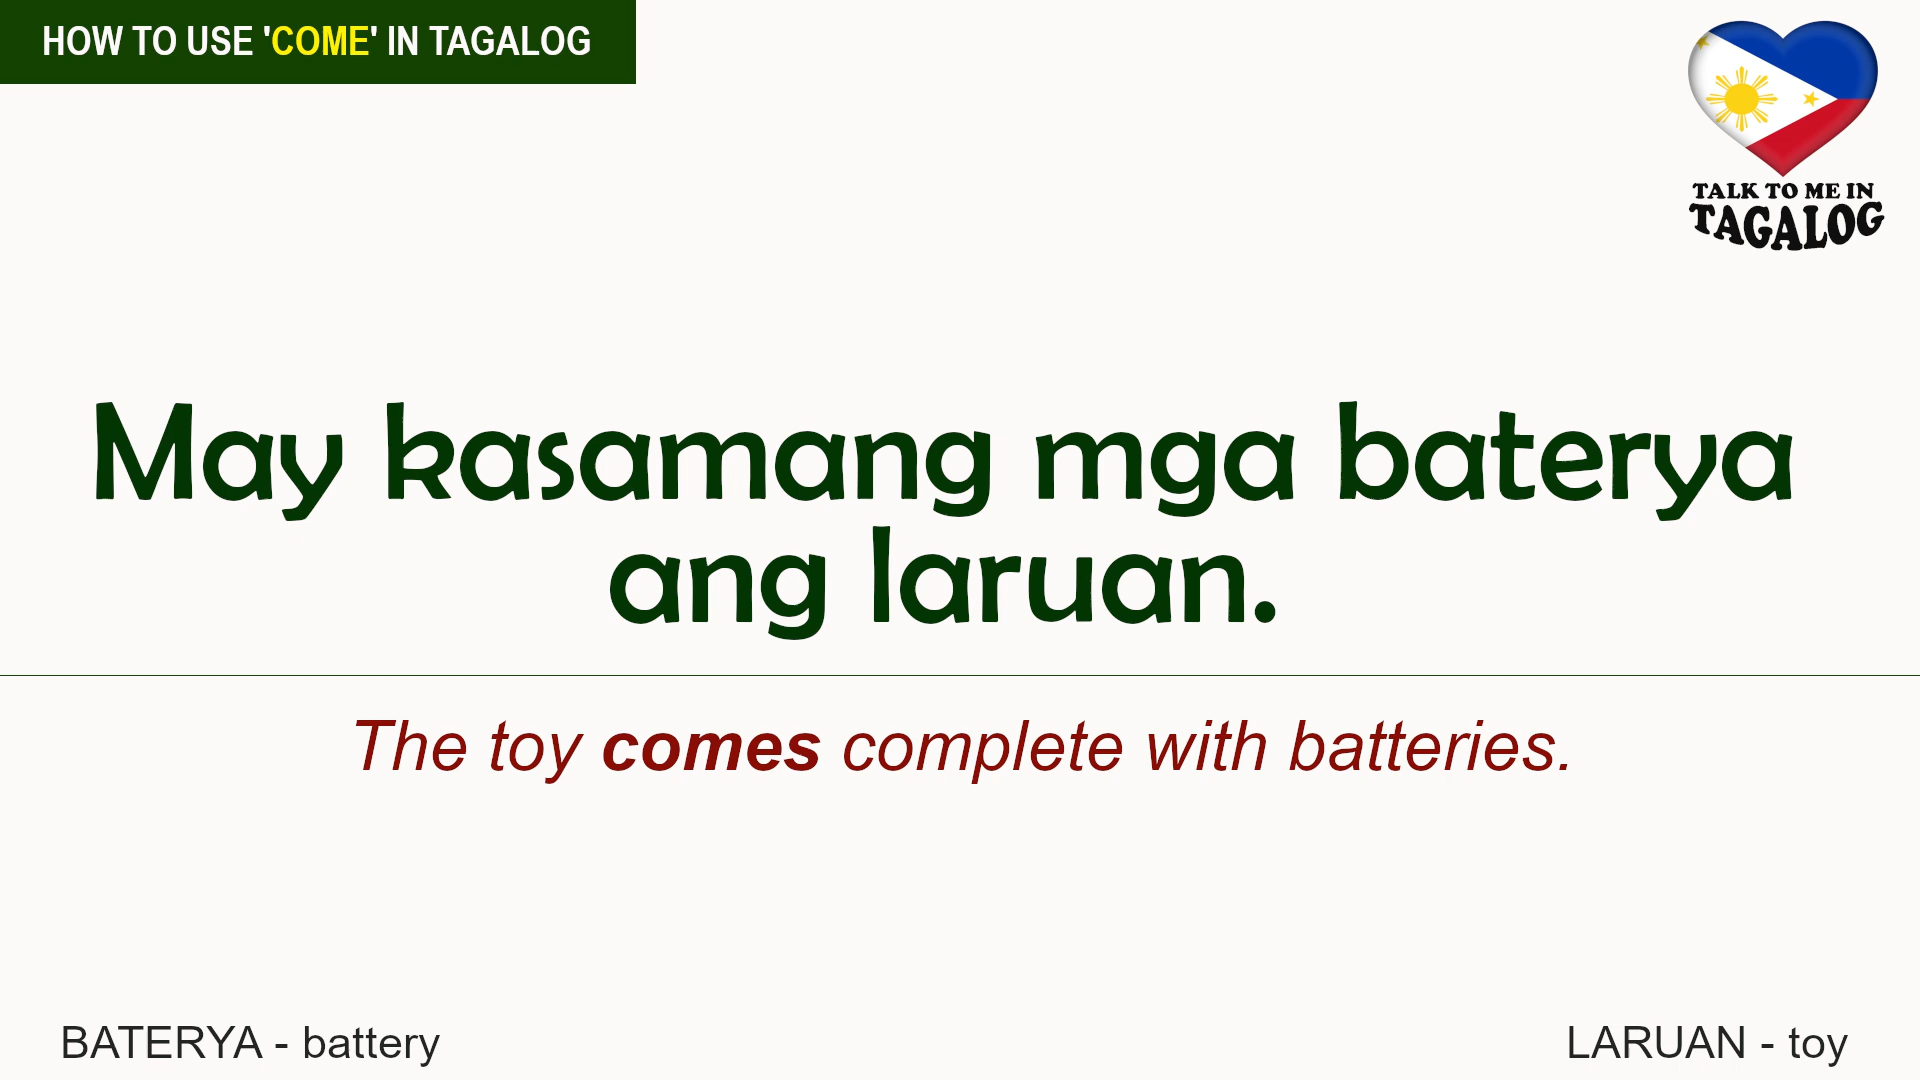 HOW TO USE 'COME' IN TAGALOG
TALK TO ME IN
TAGALOG
May kasamang mga baterya
ang laruan.
The toy comes complete with batteries.
BATERYA - battery
LARUAN - toy